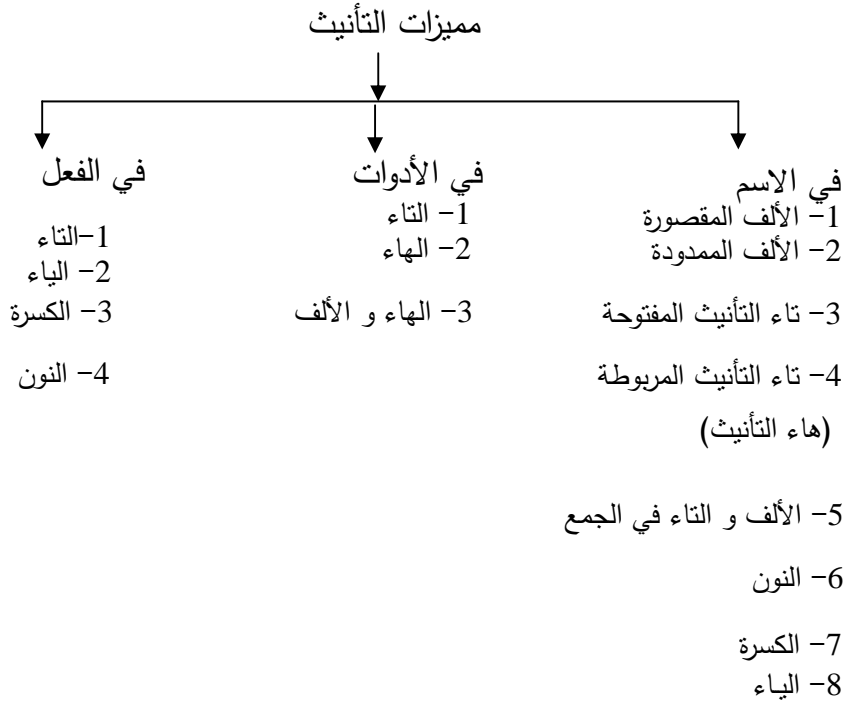 مميزات التأنيث
في الاسم
1- الألف المقصورة
2- الألف الممدودة
3- تاء التأنيث المفتوحة
4- تاء التأنيث المربوطة
(هاء التأنيث)
5- الألف و التاء في الجمع
6- النون
7- الكسرة
8- الياء
في الأدوات
1- التاء
2- الهاء
3- الهاء و الألف
في الفعل
1-التاء
2- الياء
3- الكسرة
4- النون